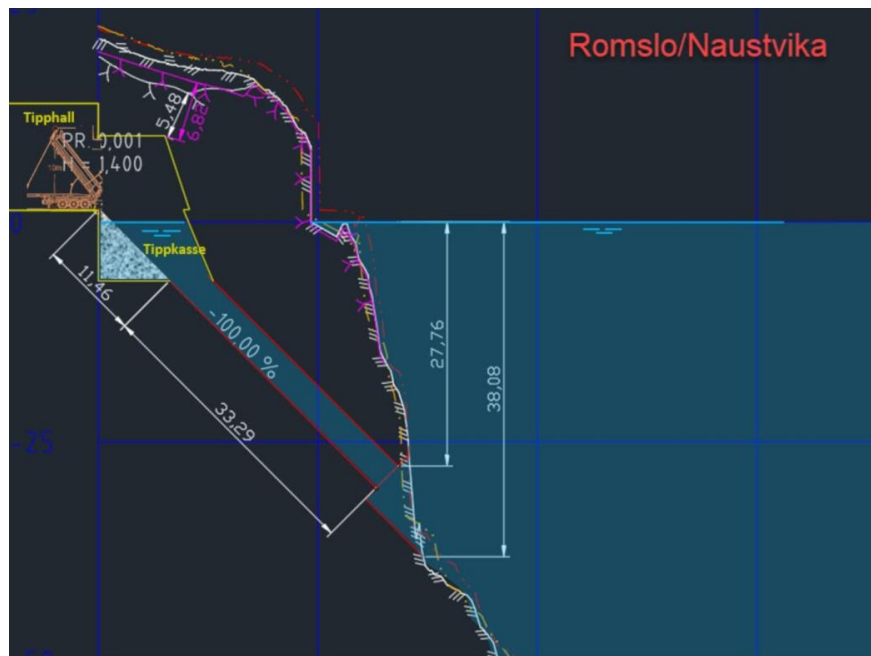 Romslo/Naustvika
Tipphall
PR. 0,001
H = 1,400
5,48
6,82
0
Tippkasse
11,46
-100.00 %
33,29
27,76
38,08
-25